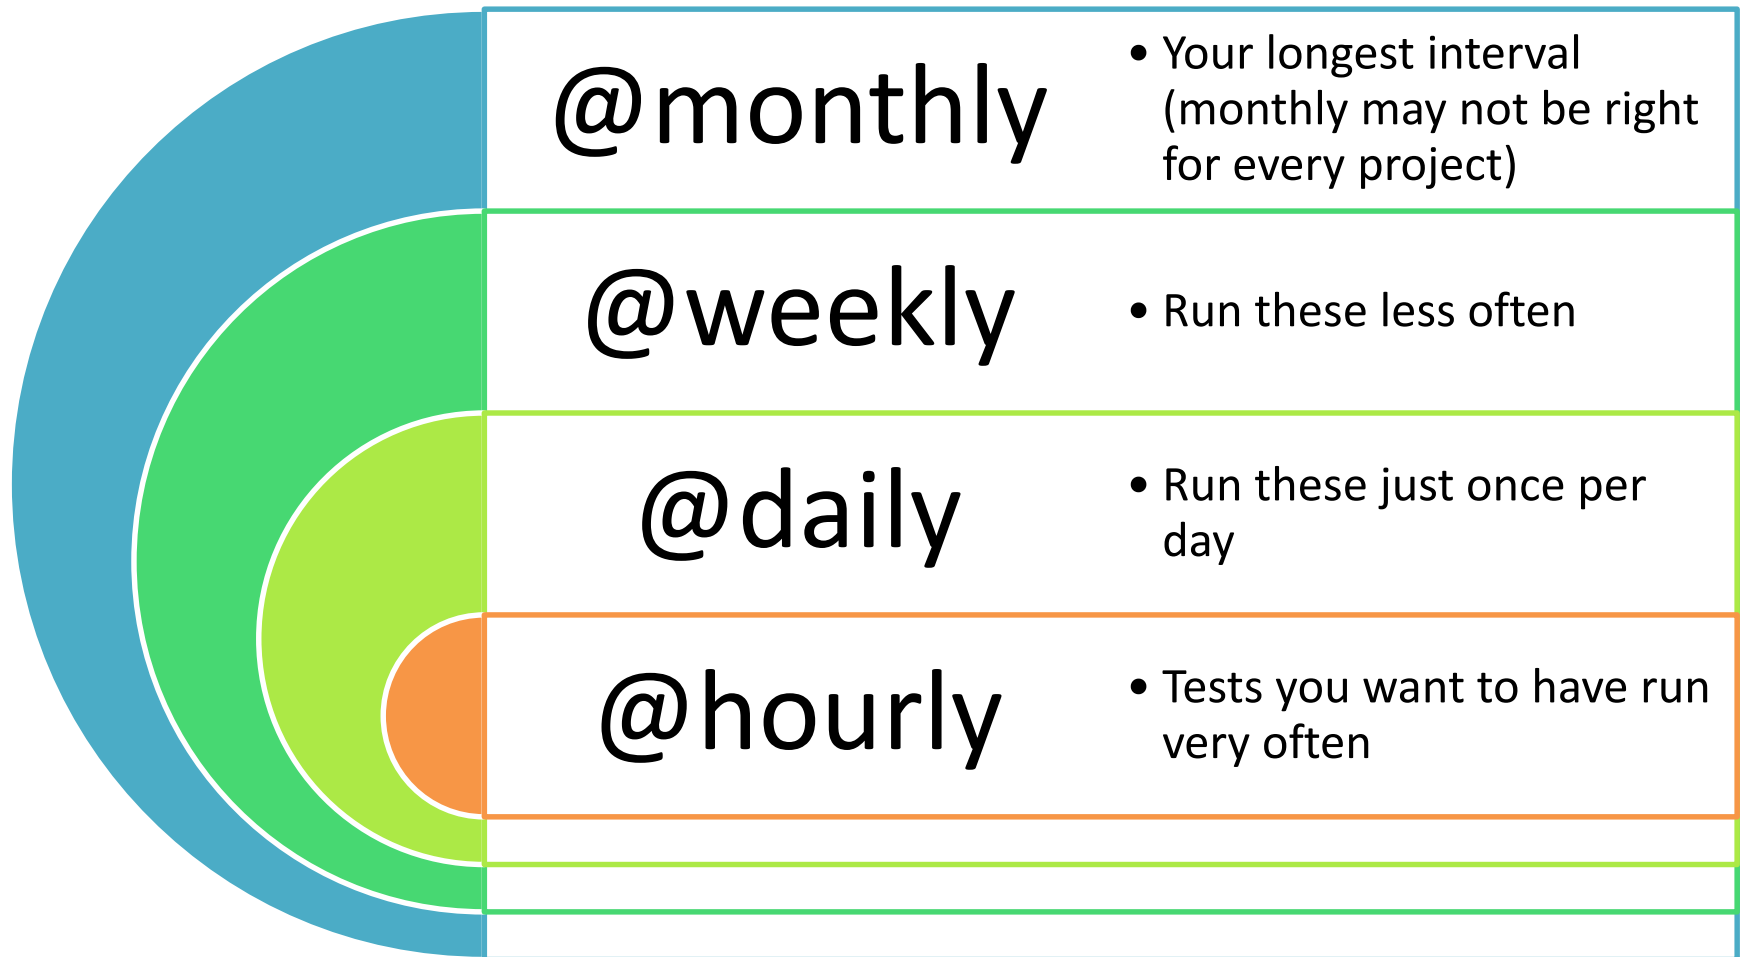 @monthly
• Your longest interval
(monthly may not be right
for every project)
@weekly
• Run these less often
@daily
• Run these just once per
day
@hourly
• Tests you want to have run
very often